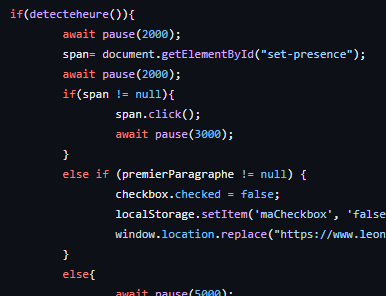 if(detecteheure()){
await pause(2000);
span= document.getElementById("set-presence");
await pause(2000);
if(span != null){
span.click();
await pause(3000);
}
else if (premierParagraphe != null) {
checkbox.checked = false;
localStorage.setItem('maCheckbox', 'false
window.location.replace("https://www.leon
}
else{
await pause(5000);